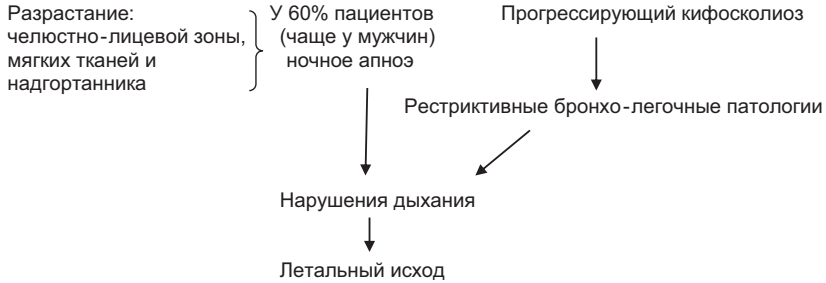 Разрастание:
челюстно-лицевой зоны,
мягких тканей и
надгортанника
У 60% пациентов
(чаще у мужчин)
ночное апноэ
Прогрессирующий кифосколиоз
Рестриктивные бронхо-легочные патологии
Нарушения дыхания
Летальный исход